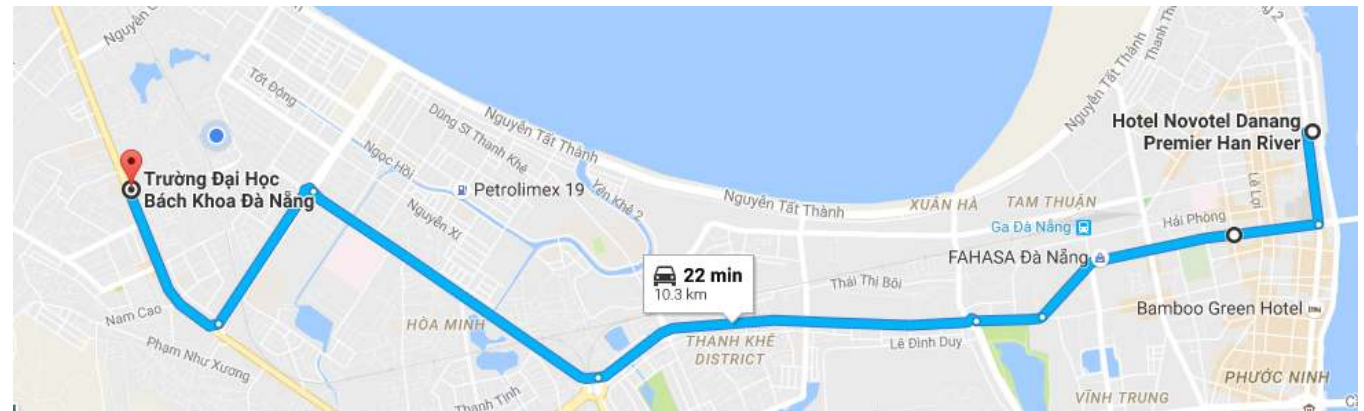 Nguyễn Tất Thành
Tốt Động
Dũng Sĩ Thanh Khê
Nguyễn Tất Thành
Hotel Novotel Danang
Premier Han River
Trường Đại Học
Bách Khoa Đà Nẵng
Ngọc Hồi
Petrolimex 19
Yên Khê 2
Nguyễn Xí
Nguyễn Tất Thành
XUÂN HÀ
TAM THUẬN
Lê Lợi
Hải Phòng
Ga Đà Nẵng
FAHASA Đà Nẵng
22 min
10.3 km
Thái Thị Bôi
Bamboo Green Hotel
Nam Cao
HÒA MINH
THANH KHÊ
DISTRICT
Lê Đình Duy
Phạm Như Xương
PHƯỚC NINH
Thanh Tịnh
VĨNH TRUNG